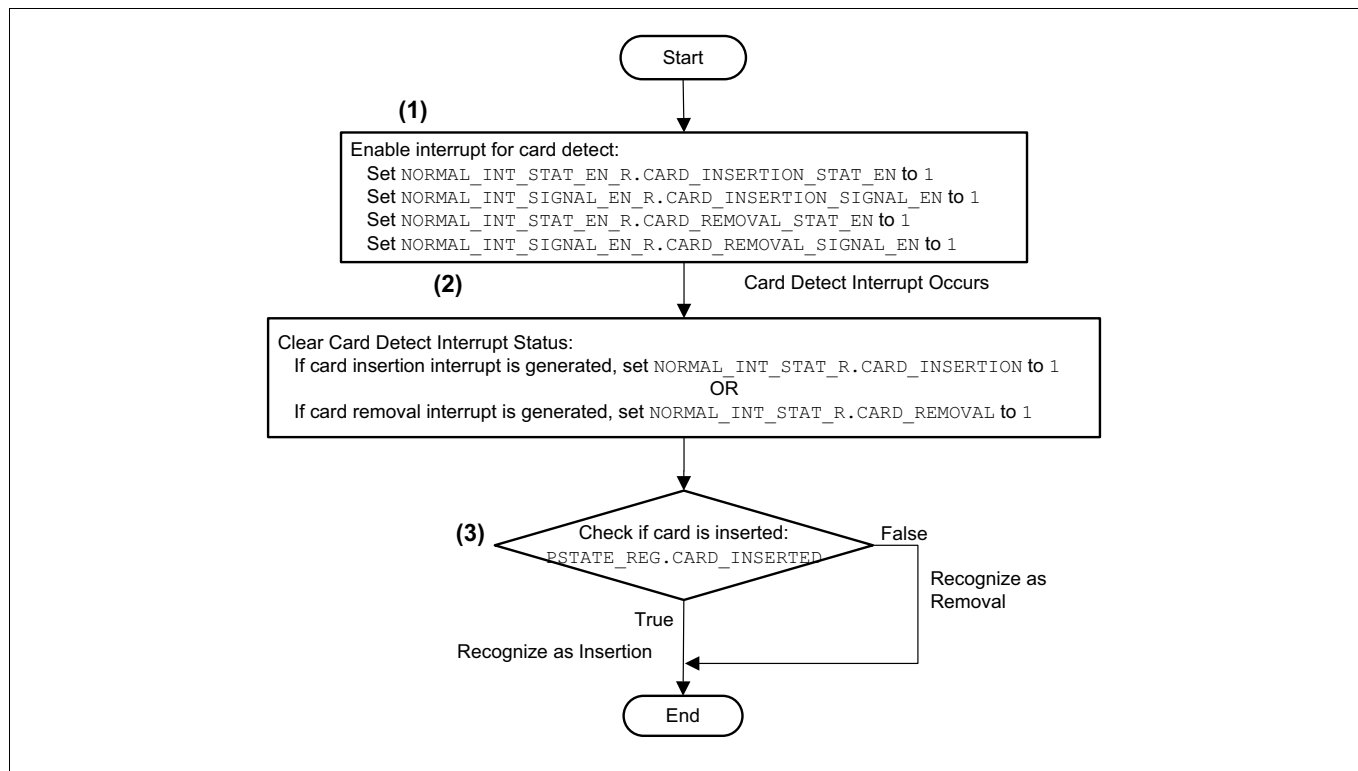 Start
(1)
Enable interrupt for card detect:
Set NORMAL_INT_STAT_EN_R.CARD_INSERTION_STAT_EN to 1
Set NORMAL_INT_SIGNAL_EN_R.CARD_INSERTION_SIGNAL_EN to 1
Set NORMAL_INT_STAT_EN_R.CARD_REMOVAL_STAT_EN to 1
Set NORMAL_INT_SIGNAL_EN_R.CARD_REMOVAL_SIGNAL_EN to 1
(2)
Card Detect Interrupt Occurs
Clear Card Detect Interrupt Status:
If card insertion interrupt is generated, set NORMAL_INT_STAT_R.CARD_INSERTION to 1
OR
If card removal interrupt is generated, set NORMAL_INT_STAT_R.CARD_REMOVAL to 1
(3)
Check if card is inserted:
PSTATE_REG.CARD_INSERTED
False
Recognize as
Removal
True
Recognize as Insertion
End